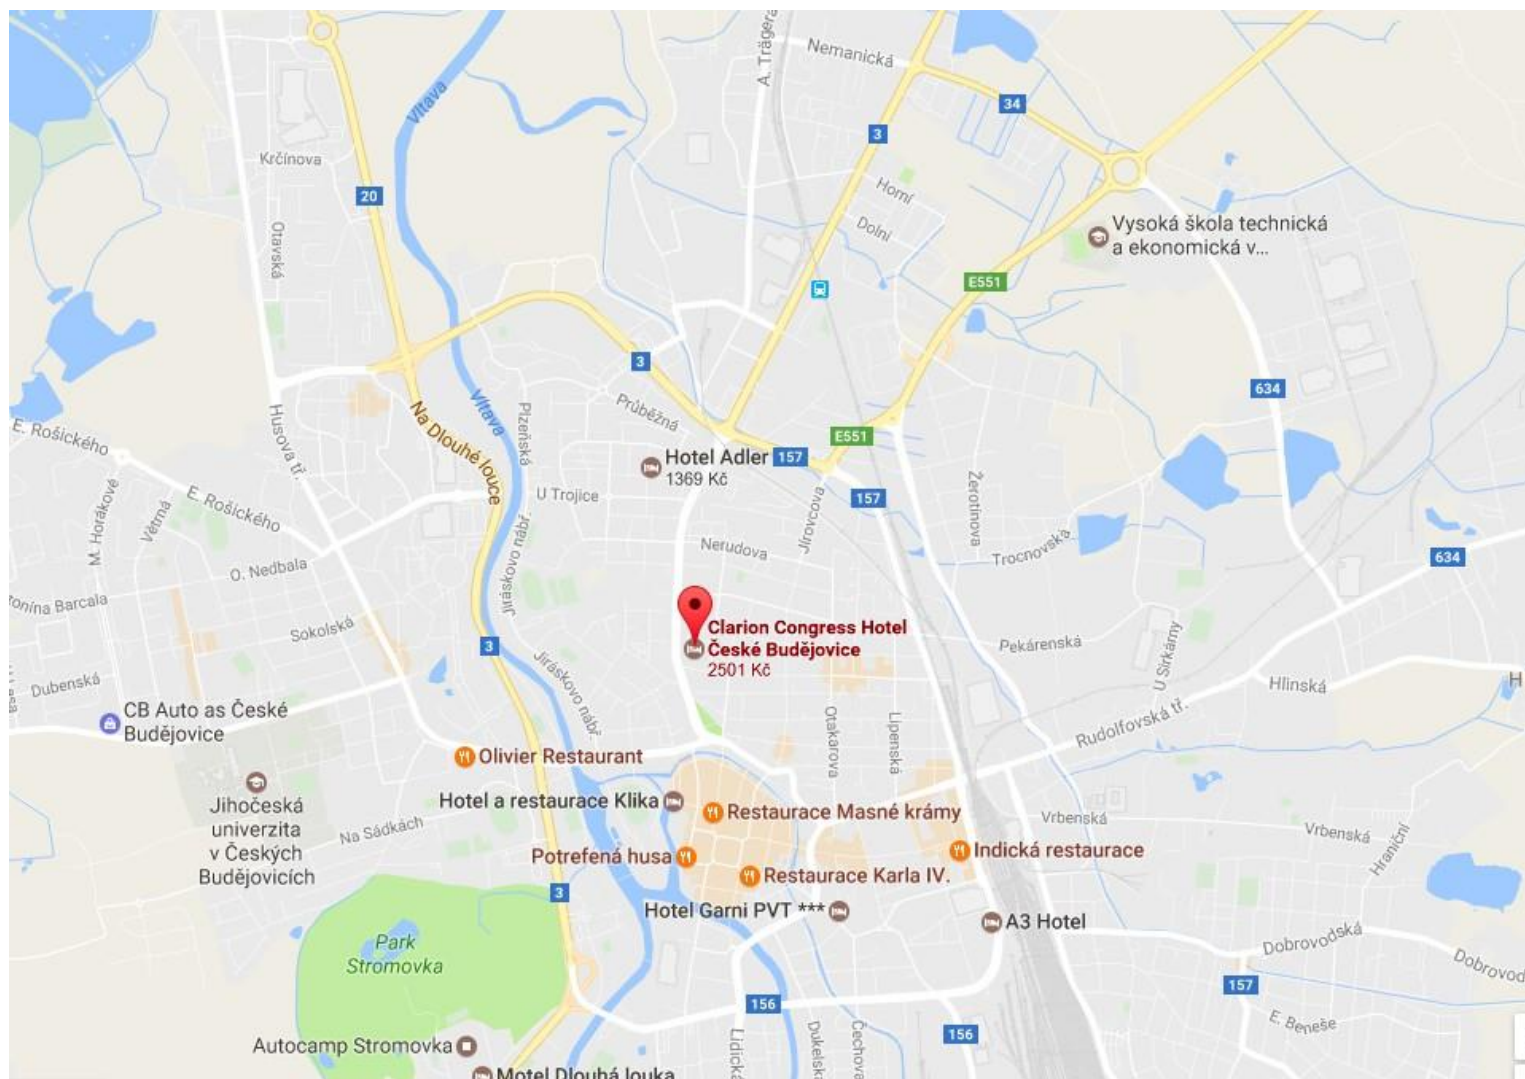 A. Trägera
Nemanická
Vltava
34
3
Krčínova
20
Horní
Vysoká škola technická
a ekonomická v...
Dolní
Otavská
E551
3
634
Průběžná
Vltava
Plzeňská
Na Dlouhé louce
Husova tř.
E. Rošického
E551
Hotel Adler
1369 Kč
157
M. Horákové
Větrná
E. Rošického
U Trojice
157
Jírovcova
Žerotínova
Nerudova
Trocnovská
634
O. Nedbala
Jiráskovo nábř.
Sokolská
Clarion Congress Hotel
České Budějovice
2501 Kč
3
Pekárenská
U Sirkárny
Jiráskovo nábř.
Dubenská
Hlinská
H
CB Auto as České
Budějovice
Otakarova
Lipenská
Rudolfovská tř.
Olivier Restaurant
Jihočeská
univerzita
v Českých
Budějovicích
Hotel a restaurace Klika
Restaurace Masné krámy
Vrbenská
Vrbenská
Na Sádkách
Hraniční
Potrefená husa
Indická restaurace
Restaurace Karla IV.
3
Hotel Garni PVT ***
A3 Hotel
Park
Stromovka
Dobrovodská
157
156
E. Beneše
156
Autocamp Stromovka
Lidická
Dukelská
Čechova
Motel Dlouhá louka